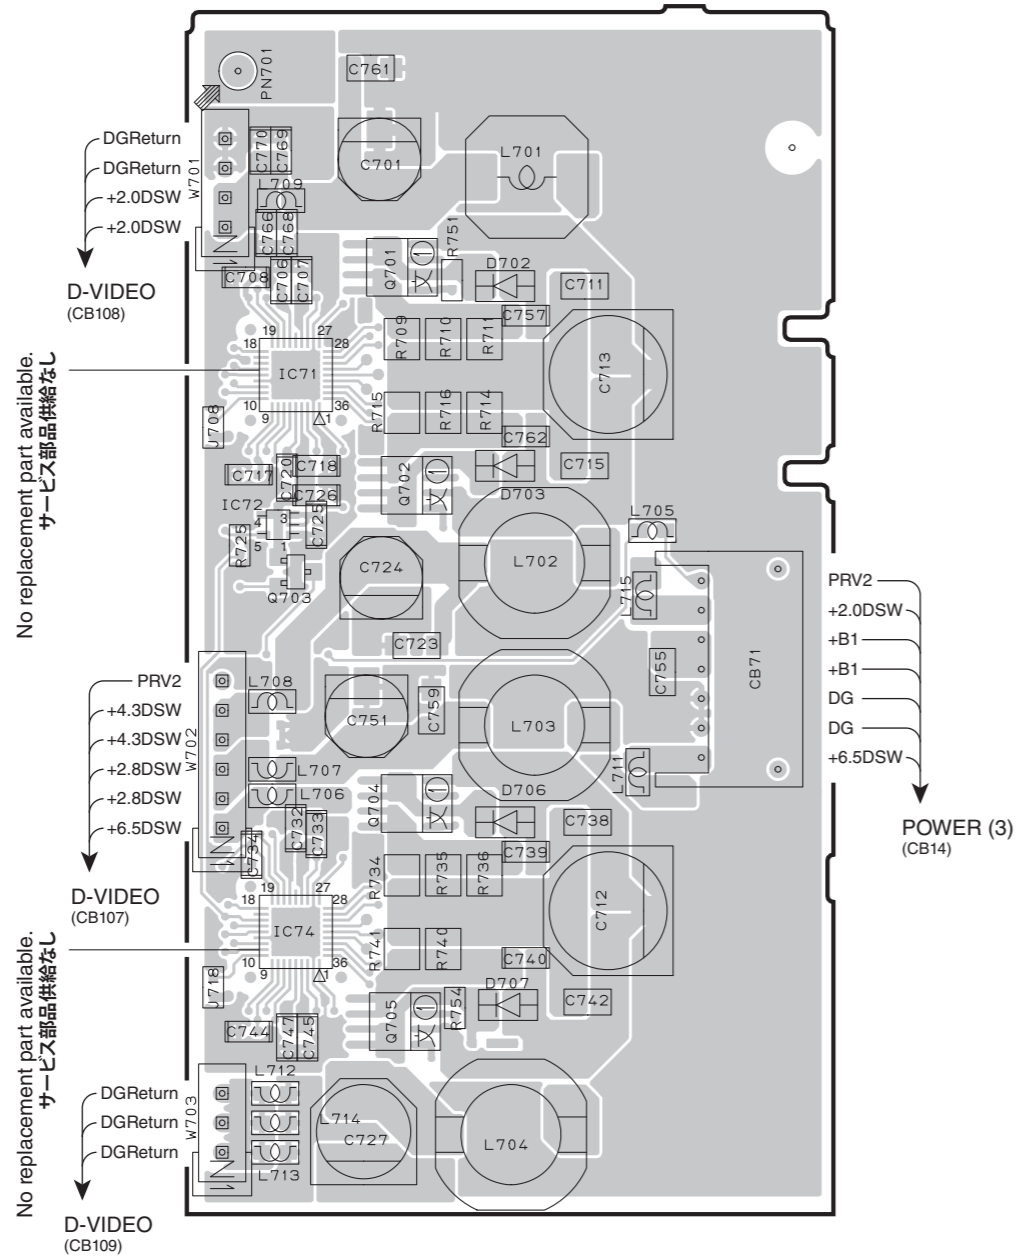 PN701
C761
DGReturn
DGReturn
+2.0DSW
+2.0DSW
W701
D-VIDEO
(CB108)
C770
C769
C701
L701
L709
C766
C768
C708
C706
C707
Q701
1
R751
D702
C711
C757
19
27
18
28
IC71
10
9
1
36
R709
R710
R711
C713
No replacement part available.
サービス部品供給なし
J708
R715
R716
R714
C762
C717
C720
C718
C726
C725
Q702
1
D703
C715
IC72
4
3
5
1
R725
Q703
C724
L702
L705
L715
C723
C755
CB71
PRV2
+2.0DSW
+B1
+B1
DG
DG
+6.5DSW
POWER (3)
(CB14)
PRV2
+4.3DSW
+4.3DSW
+2.8DSW
+2.8DSW
+6.5DSW
W702
D-VIDEO
(CB107)
L708
C751
C759
L703
L711
L707
L706
C732
C733
C734
Q704
1
D706
C738
C739
19
27
18
28
IC74
10
9
1
36
R734
R735
R736
C712
No replacement part available.
サービス部品供給なし
J718
R741
R740
C740
D707
C742
C744
C747
C745
Q705
1
R754
L712
DGReturn
DGReturn
DGReturn
W703
L714
C727
L704
L713
D-VIDEO
(CB109)